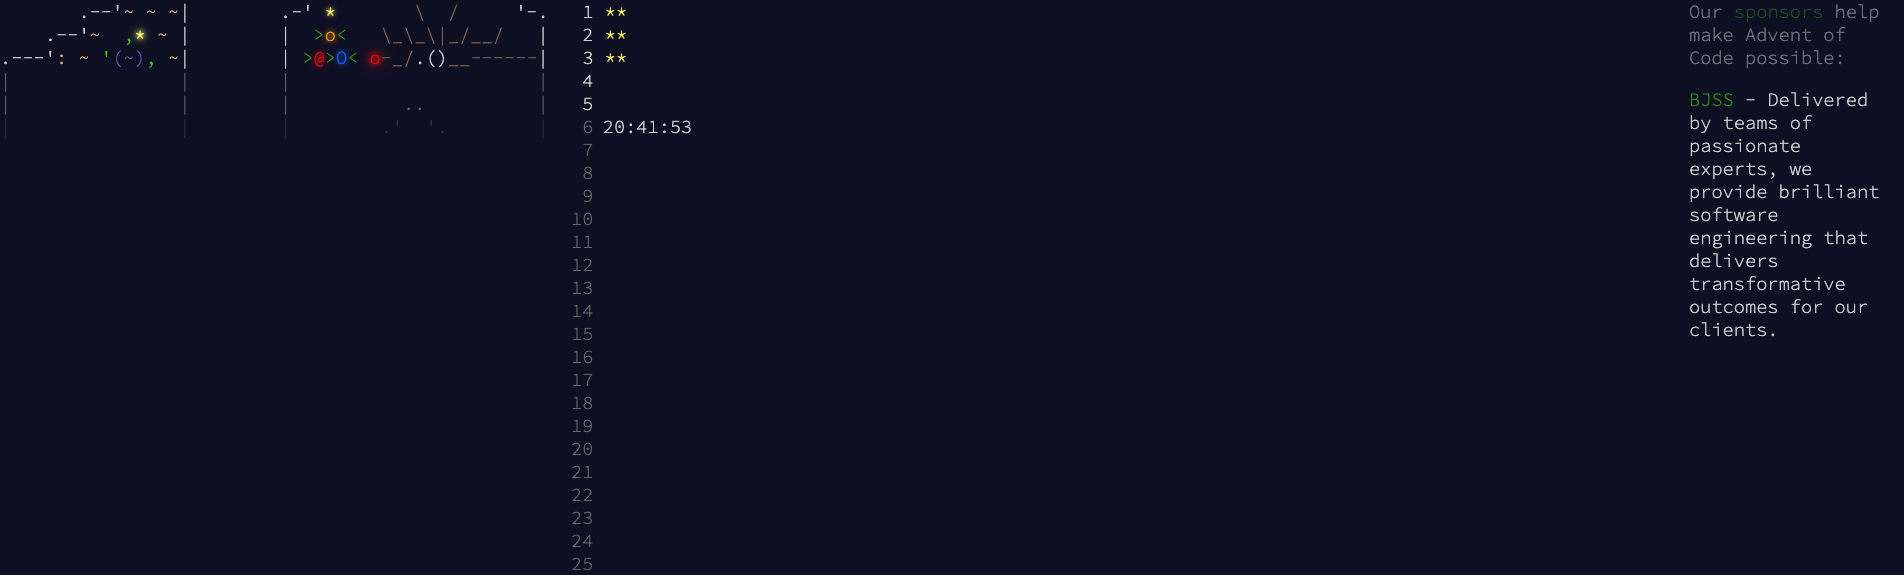 .--'~ ~ ~|        .-' *       \  /     '-.   1 **
     .--'~  ,* ~ |        |  >o<   \_\_\|_/__/   |   2 **
.---': ~ '(~), ~|        | >@>O< o-_/.()__------|   3 **
|               |        |                      |   4
|               |        |          ..          |   5
|               |        |        .'  '.        |   6 20:41:53
7
8
9
10
11
12
13
14
15
16
17
18
19
20
21
22
23
24
25
Our sponsors help
make Advent of
Code possible:
BJSS - Delivered
by teams of
passionate
experts, we
provide brilliant
software
engineering that
delivers
transformative
outcomes for our
clients.